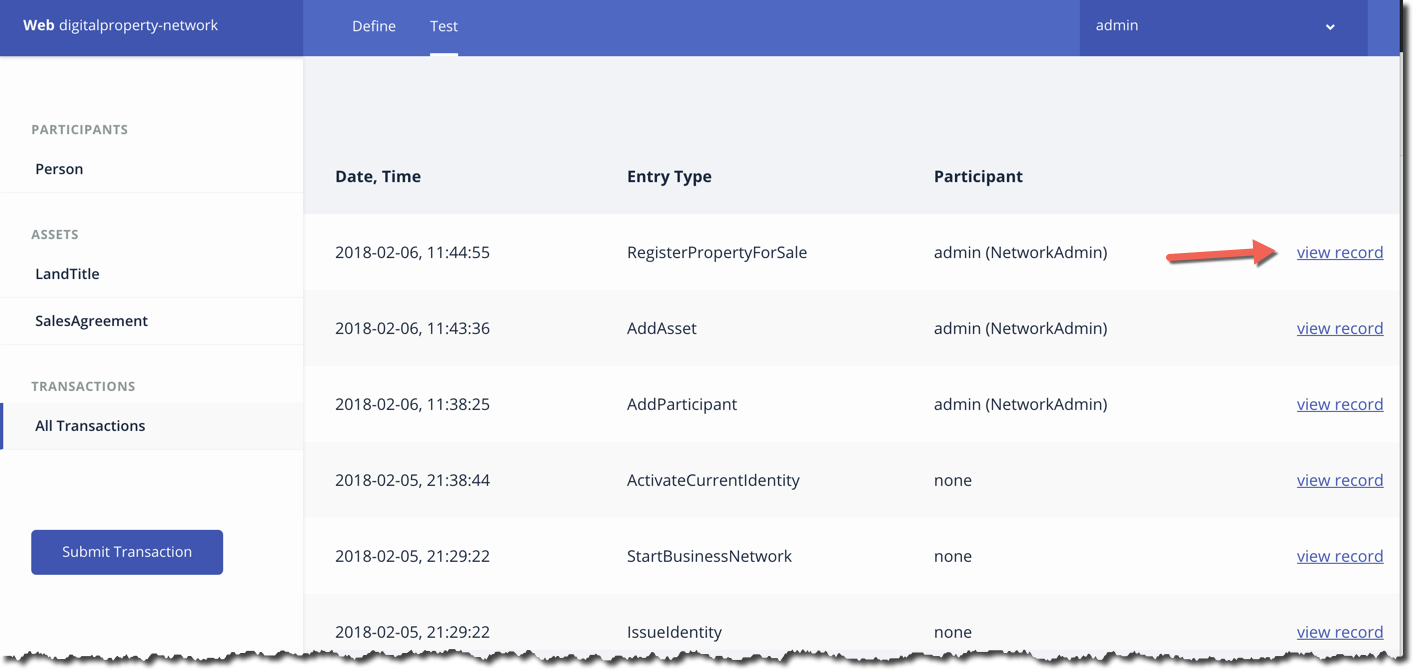 Web digitalproperty-network
Define Test
admin
PARTICIPANTS
Person
ASSETS
LandTitle
SalesAgreement
TRANSACTIONS
All Transactions
Submit Transaction
Date, Time Entry Type Participant
2018-02-06, 11:44:55 RegisterPropertyForSale admin (NetworkAdmin) view record
2018-02-06, 11:43:36 AddAsset admin (NetworkAdmin) view record
2018-02-06, 11:38:25 AddParticipant admin (NetworkAdmin) view record
2018-02-05, 21:38:44 ActivateCurrentIdentity none view record
2018-02-05, 21:29:22 StartBusinessNetwork none view record
2018-02-05, 21:29:22 IssueIdentity none view record